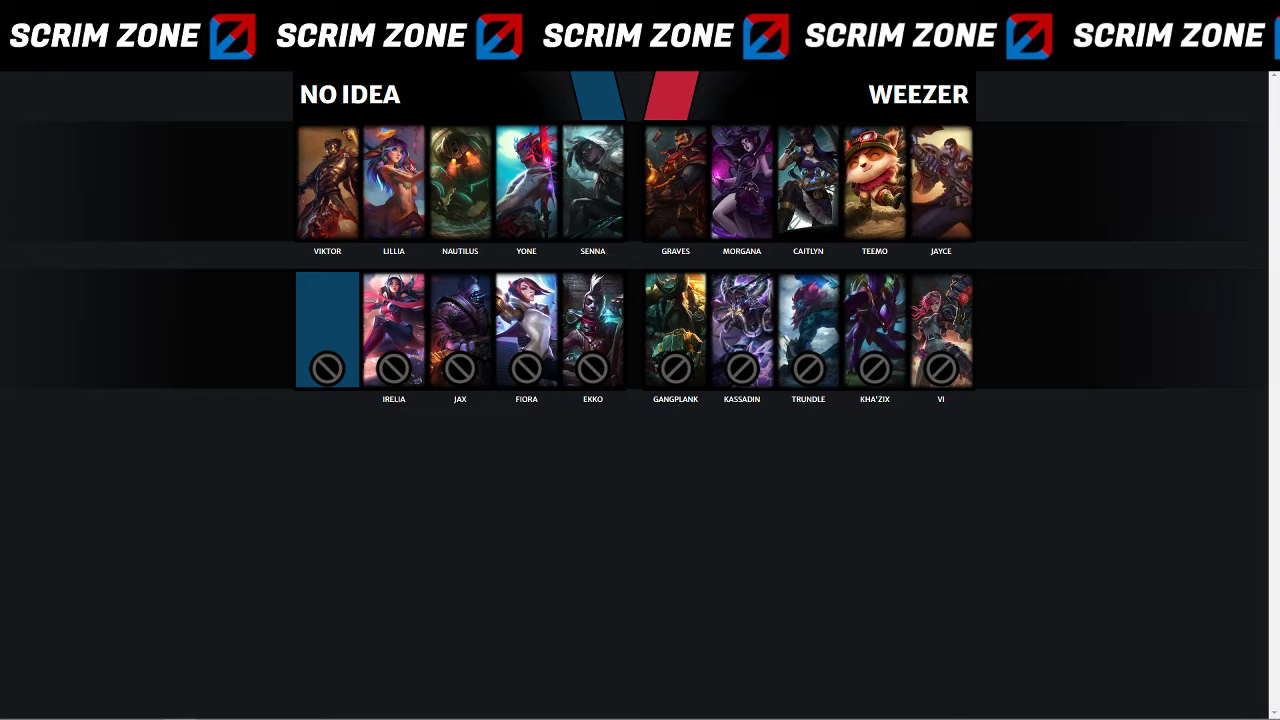 SCRIM ZONE SCRIM ZONE SCRIM ZONE SCRIM ZONE SCRIM ZONE
NO IDEA WEEZER
VIKTOR LILLIA NAUTILUS YONE SENNA GRAVES MORGANA CAITLYN TEEMO JAYCE
IRELIA JAX FIORA EKKO GANGPLANK KASSADIN TRUNDLE KHA'ZIX VI